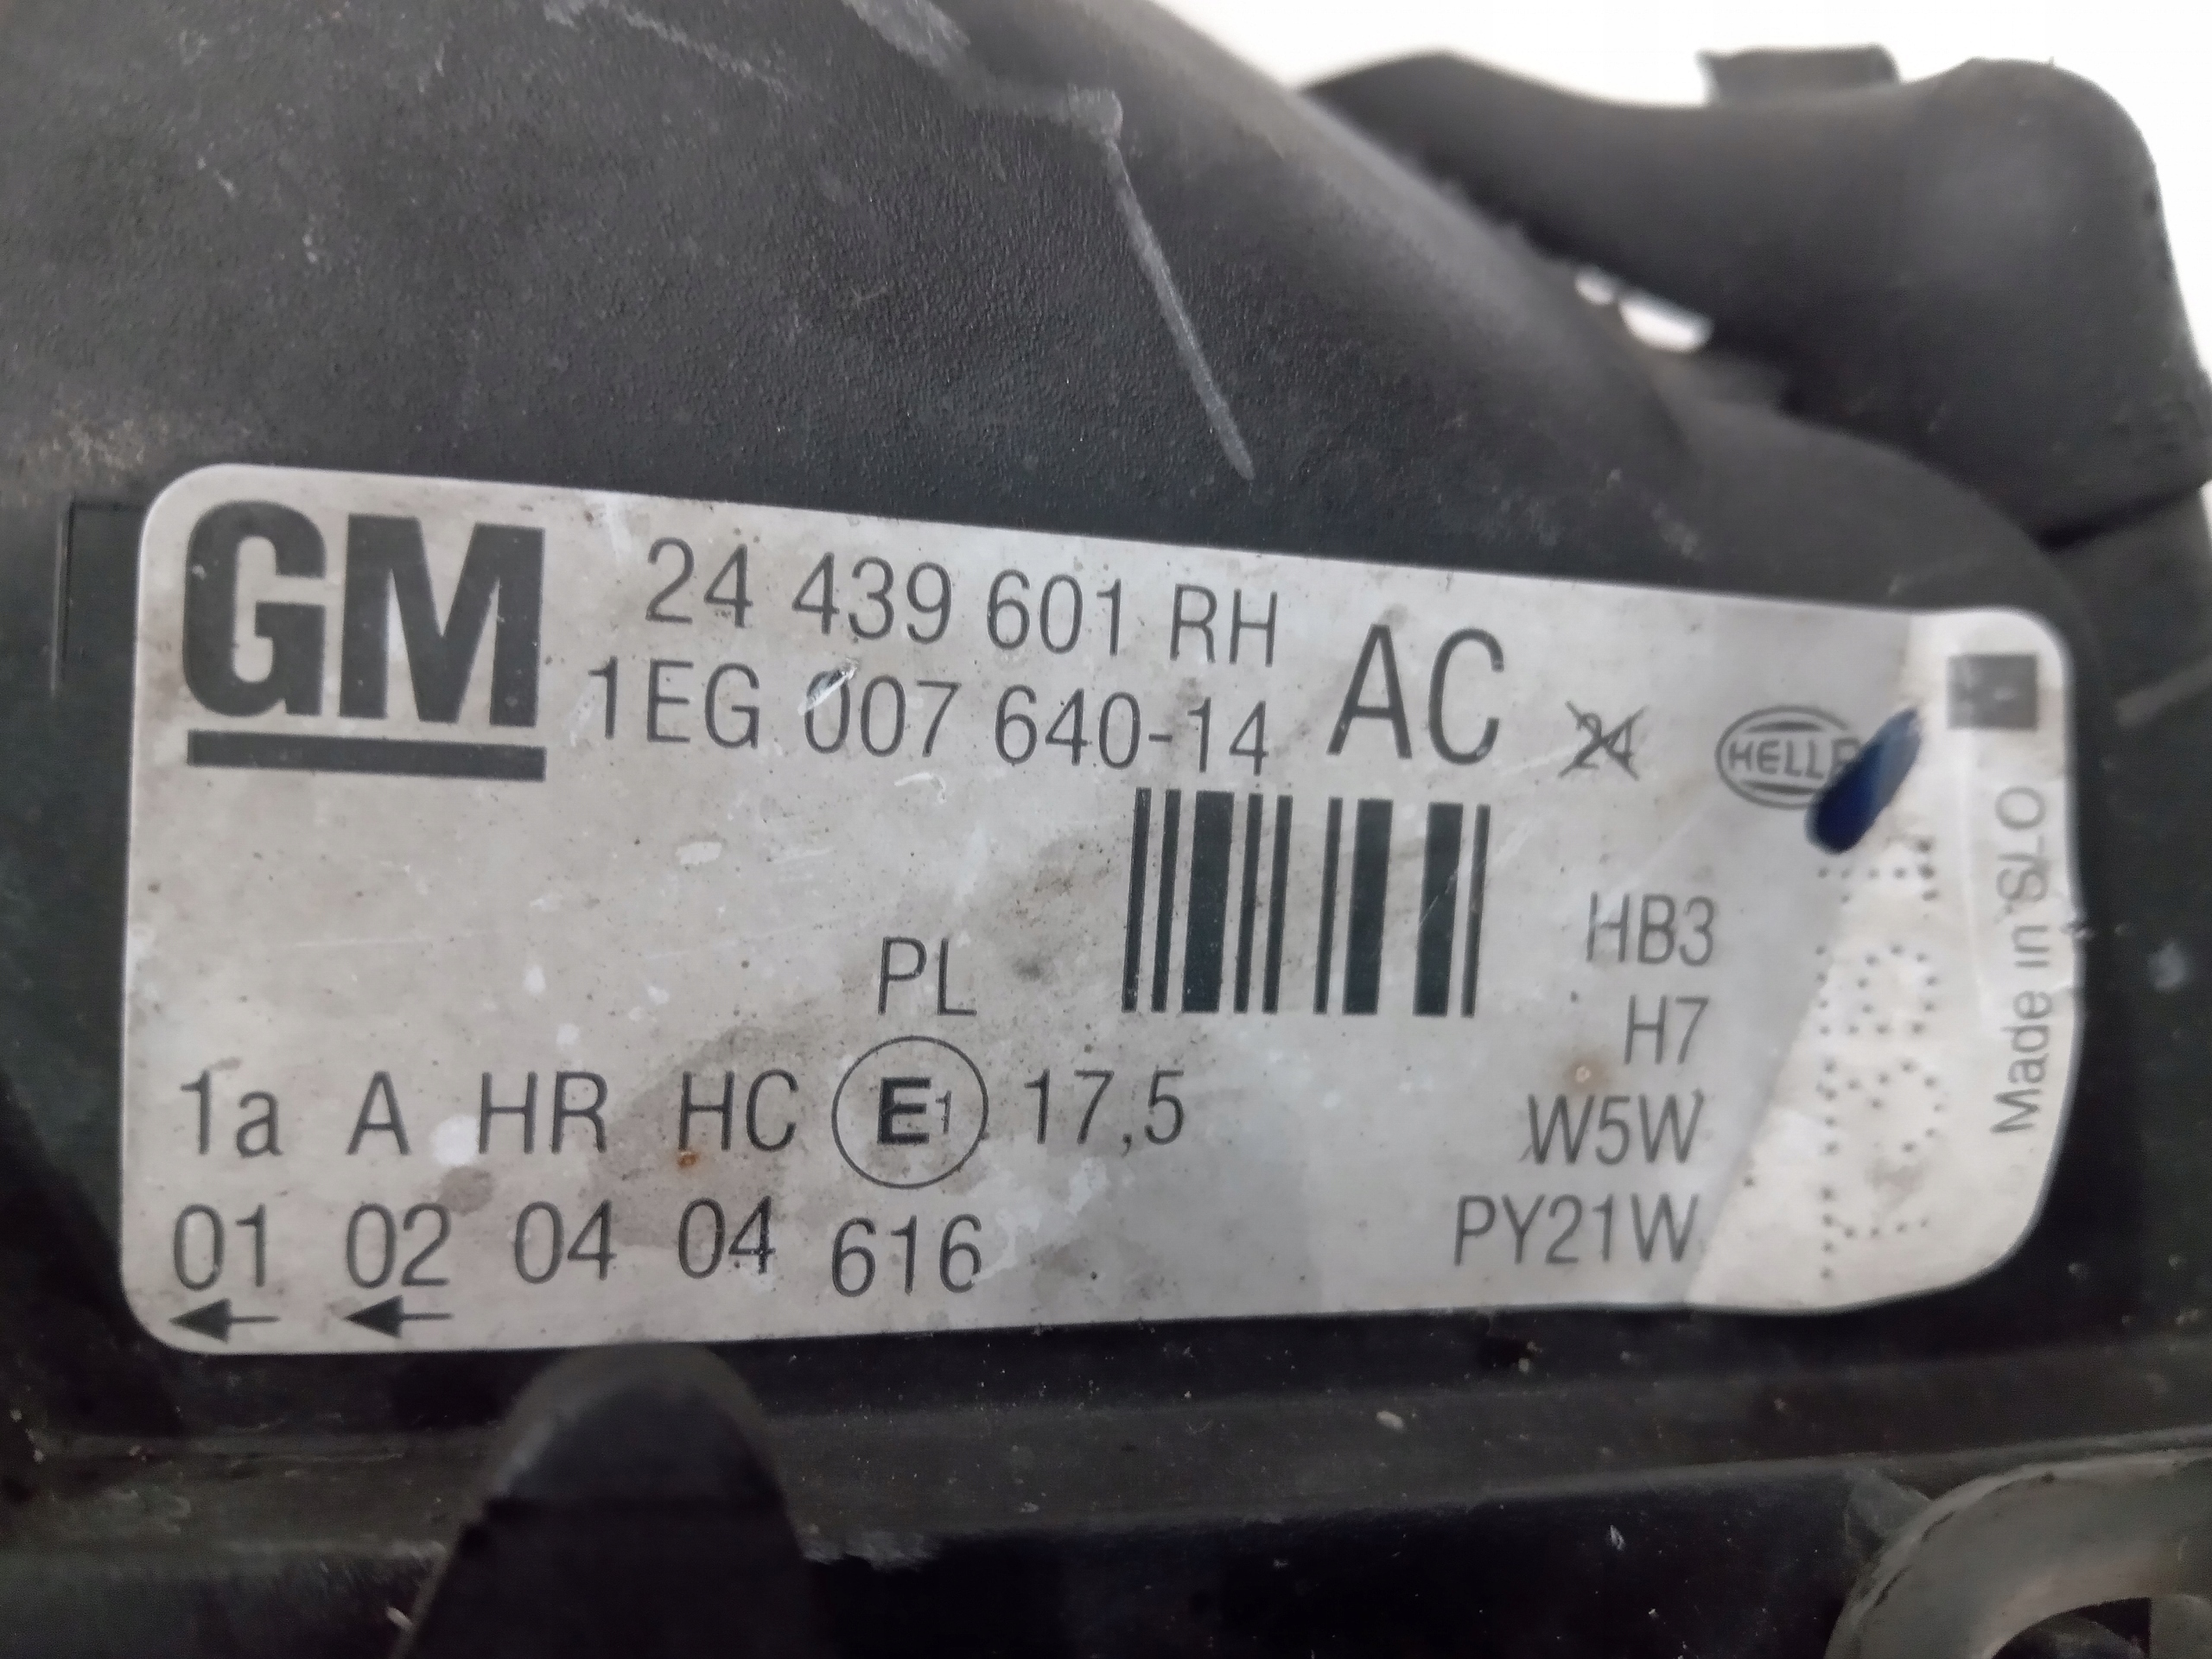 GM
24 439 601 RH
1EG 007 640-14
AC
24
HELLA
HB3
H7
W5W
PY21W
PL
1a A HR HC E1 17,5
01 02 04 04 616
Made in SLO